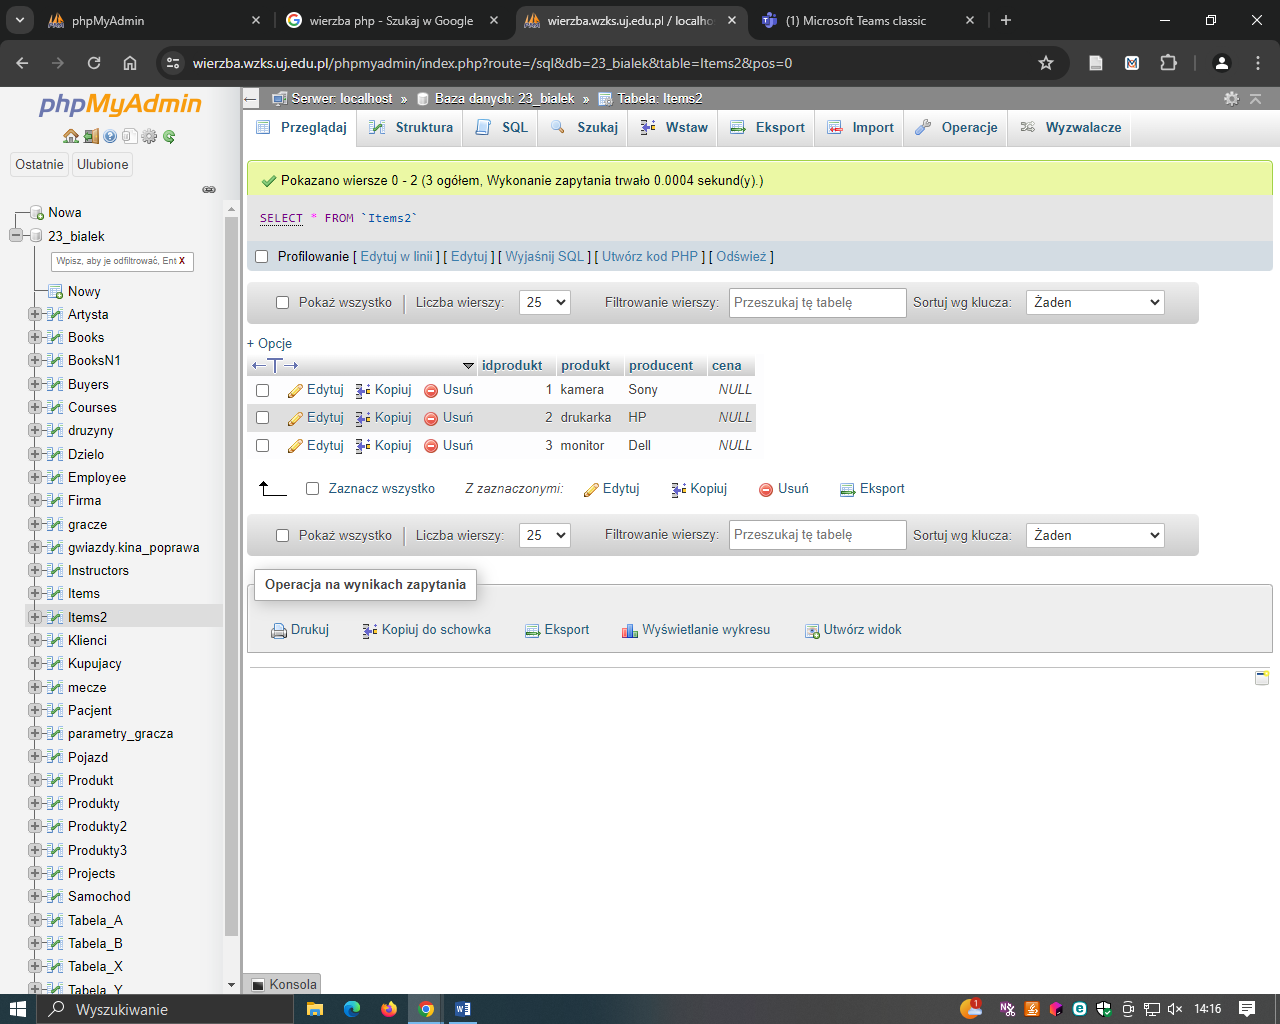 phpMyAdmin
wierzba php - Szukaj w Google
wierzba.wzks.uj.edu.pl / localho
(1) Microsoft Teams classic
wierzba.wzks.uj.edu.pl/phpmyadmin/index.php?route=/sql&db=23_bialek&table=Items2&pos=0
phpMyAdmin
Ostatnie Ulubione
Nowa
23_bialek
Wpisz, aby je odfiltrować, Ent X
Nowy
Artysta
Books
BooksN1
Buyers
Courses
druzyny
Dzielo
Employee
Firma
gracze
gwiazdy.kina_poprawa
Instructors
Items
Items2
Klienci
Kupujacy
mecze
Pacjent
parametry_gracza
Pojazd
Produkt
Produkty
Produkty2
Produkty3
Projects
Samochod
Tabela_A
Tabela_B
Tabela_X
Tabela_Y
Serwer: localhost » Baza danych: 23_bialek » Tabela: Items2
Przeglądaj Struktura SQL Szukaj Wstaw Eksport Import Operacje Wyzwalacze
Pokazano wiersze 0 - 2 (3 ogółem, Wykonanie zapytania trwało 0.0004 sekund(y).)
SELECT * FROM `Items2`
Profilowanie [ Edytuj w linii ] [ Edytuj ] [ Wyjaśnij SQL ] [ Utwórz kod PHP ] [ Odśwież ]
Pokaż wszystko Liczba wierszy: 25 Filtrowanie wierszy: Przeszukaj tę tabelę Sortuj wg klucza: Żaden
+ Opcje
idprodukt produkt producent cena
Edytuj Kopiuj Usuń 1 kamera Sony NULL
Edytuj Kopiuj Usuń 2 drukarka HP NULL
Edytuj Kopiuj Usuń 3 monitor Dell NULL
Zaznacz wszystko Z zaznaczonymi: Edytuj Kopiuj Usuń Eksport
Pokaż wszystko Liczba wierszy: 25 Filtrowanie wierszy: Przeszukaj tę tabelę Sortuj wg klucza: Żaden
Operacja na wynikach zapytania
Drukuj Kopiuj do schowka Eksport Wyświetlanie wykresu Utwórz widok
Konsola
Wyszukiwanie
1
14:16